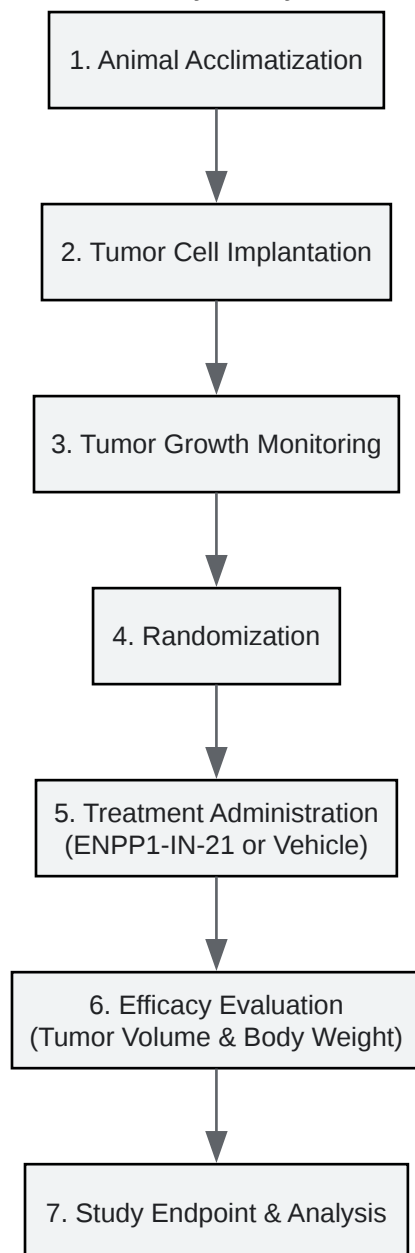 1. Animal Acclimatization
2. Tumor Cell Implantation
3. Tumor Growth Monitoring
4. Randomization
5. Treatment Administration
(ENPP1-IN-21 or Vehicle)
6. Efficacy Evaluation
(Tumor Volume & Body Weight)
7. Study Endpoint & Analysis